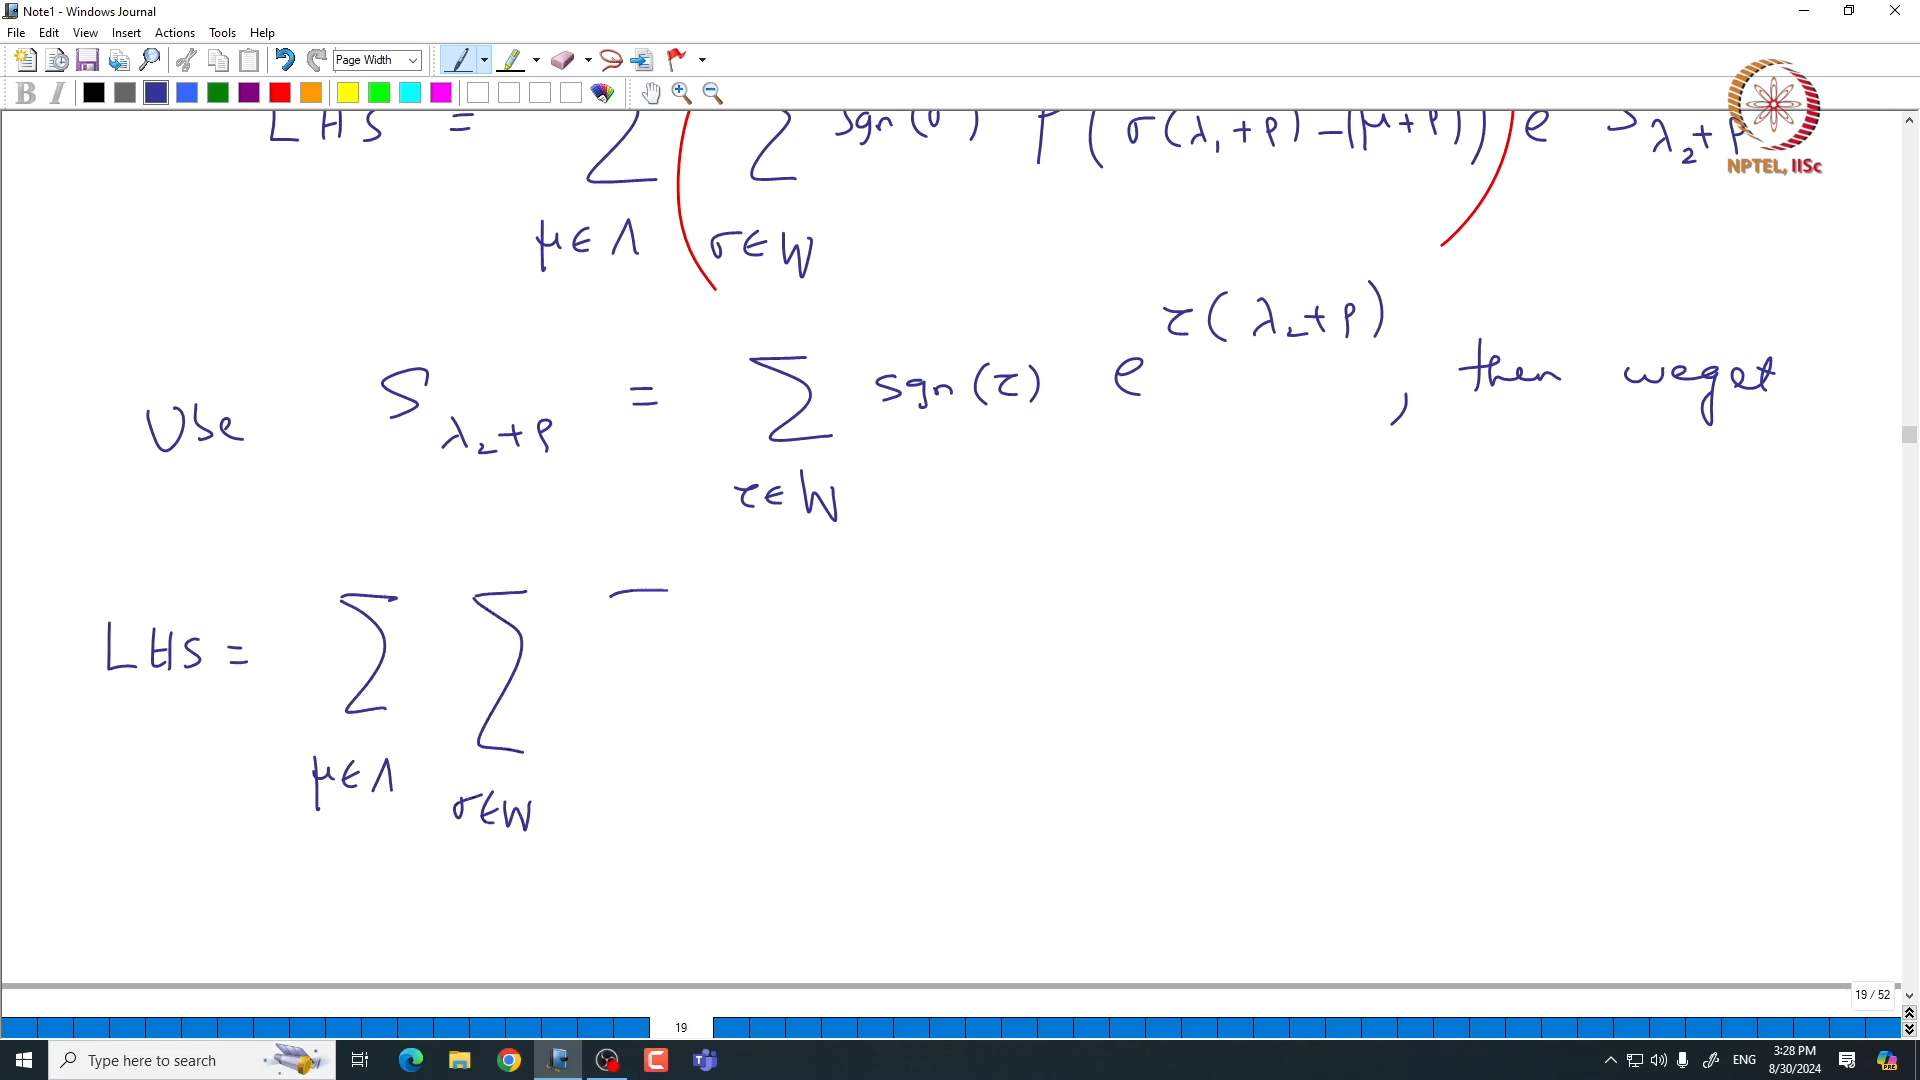 Note1 - Windows Journal
File Edit View Insert Actions Tools Help
Page Width
B I
LHS = Σ Σ sgn(σ) p(σ(λ₁+ρ)-(μ+ρ)) e S λ₂+ρ
NPTEL, IISc
μ∈Λ σ∈W
Use S λ₂+ρ = Σ sgn(τ) e τ(λ₂+ρ) , then we get
τ∈W
LHS = Σ Σ
μ∈Λ σ∈W
19 / 52
19
Type here to search
ENG
3:28 PM
8/30/2024